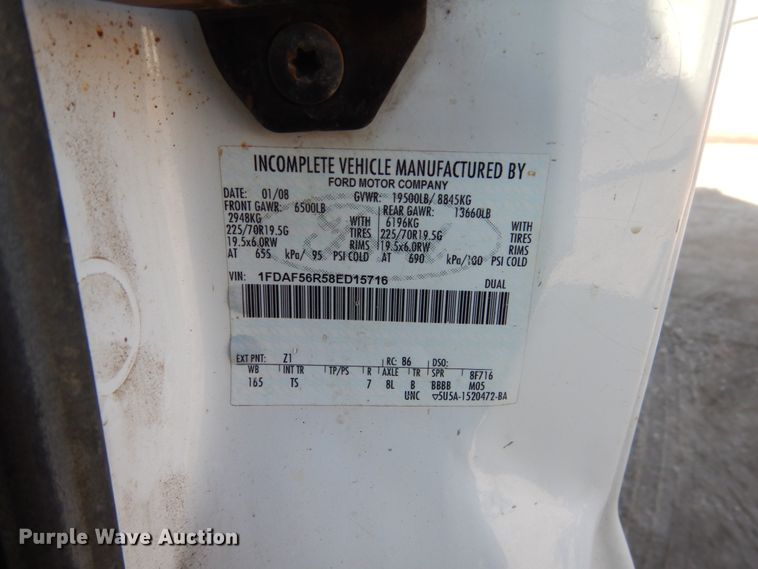 INCOMPLETE VEHICLE MANUFACTURED BY
FORD MOTOR COMPANY
DATE: 01/08 GVWR: 19500LB/ 8845KG
FRONT GAWR: 6500LB REAR GAWR: 13660LB
2948KG WITH 6196KG WITH
225/70R19.5G TIRES 225/70R19.5G TIRES
19.5x6.0RW RIMS 19.5x6.0RW RIMS
AT 655 kPa/ 95 PSI COLD AT 690 kPa/100 PSI COLD
VIN: 1FDAF56R58ED15716 DUAL
EXT PNT: Z1 RC: 86 DSO:
WB INT TR TP/PS R AXLE TR SPR 8F716
165 TS 7 8L B BBBB M05
UNC ▽5U5A-1520472-BA
Purple Wave Auction